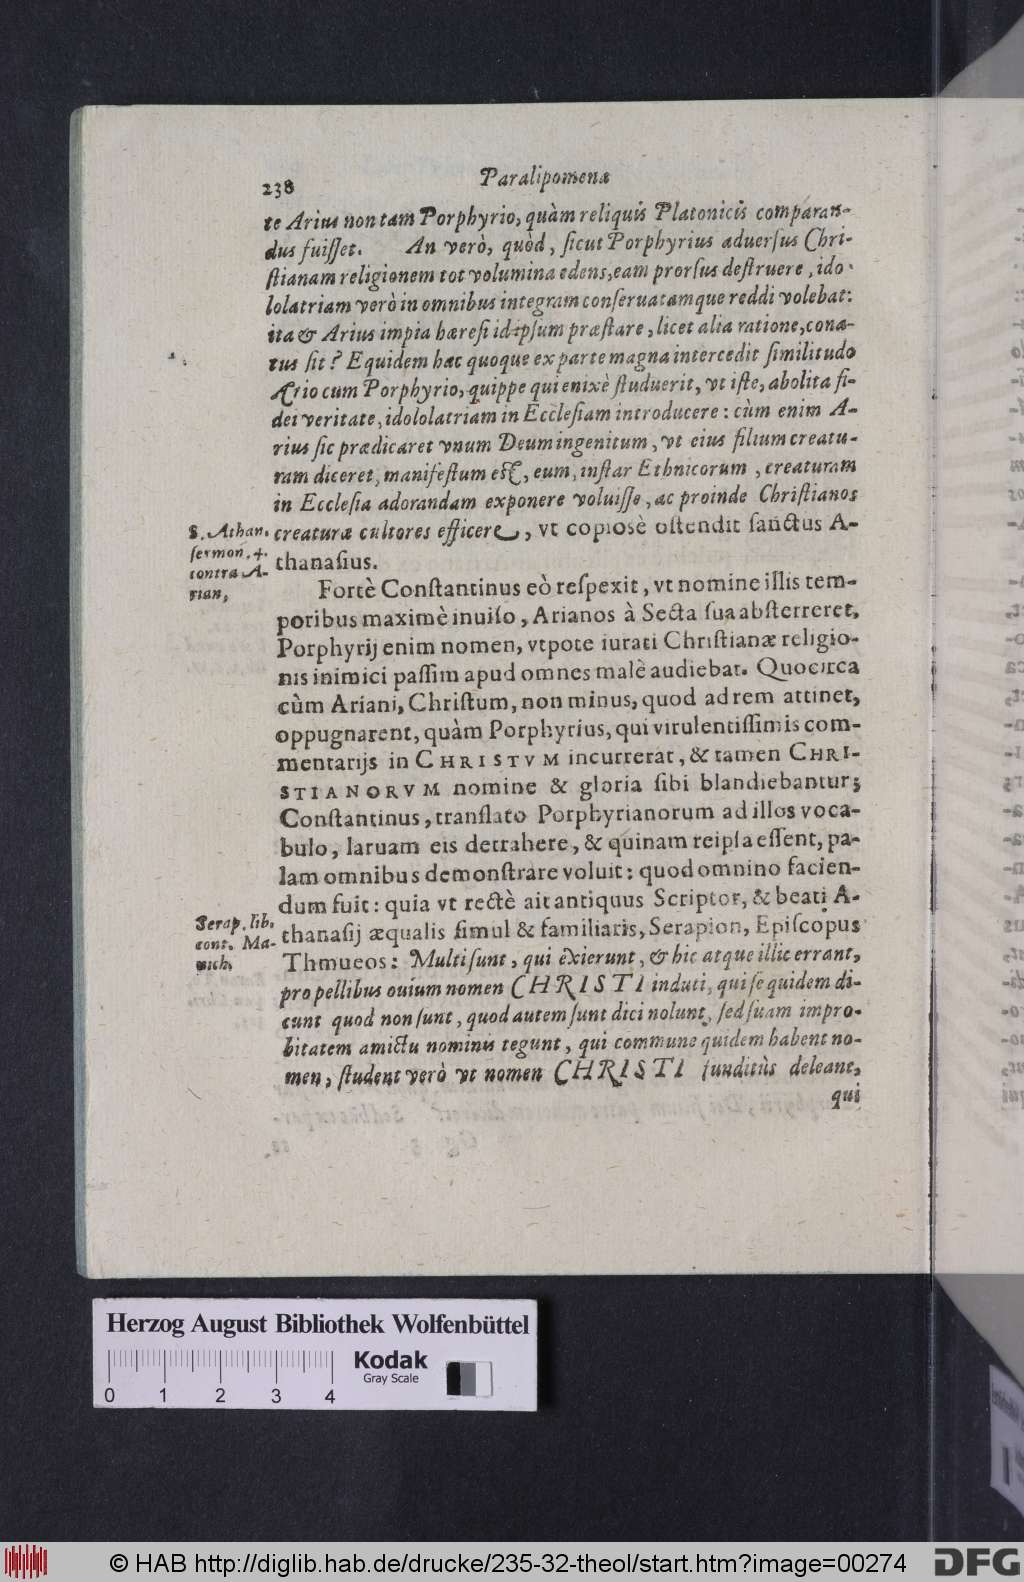 238
Paralipomenæ
te Arius non tam Porphyrio, quàm reliquis Platonicis comparan-
dus fuiſſet. An verò, quòd, ſicut Porphyrius aduerſus Chri-
ſtianam religionem tot volumina edens, eam prorſus deſtruere, ido-
lolatriam verò in omnibus integram conſeruatamque reddi volebat:
ita & Arius impia hæreſi idipſum præſtare, licet alia ratione, cona-
tus ſit? Equidem hæc quoque ex parte magna intercedit ſimilitudo
Ario cum Porphyrio, quippe qui enixè ſtuduerit, vt iſte, abolita fi-
dei veritate, idololatriam in Eccleſiam introducere: cùm enim A-
rius ſic prædicaret vnum Deum ingenitum, vt eius filium creatu-
ram diceret, manifeſtum eſt, eum, inſtar Ethnicorum, creaturam
in Eccleſia adorandam exponere voluiſſe, ac proinde Chriſtianos
creaturæ cultores efficere, vt copiosè oſtendit ſanctus A-
thanaſius.
S. Athan.
ſermon. 4.
contra A-
rian,
Fortè Conſtantinus eò reſpexit, vt nomine illis tem-
poribus maximè inuiſo, Arianos à Secta ſua abſterreret,
Porphyrij enim nomen, vtpote iurati Chriſtianæ religio-
nis inimici paſſim apud omnes malè audiebat. Quocirca
cùm Ariani, Chriſtum, non minus, quod ad rem attinet,
oppugnarent, quàm Porphyrius, qui virulentiſſimis com-
mentarijs in CHRISTVM incurrerat, & tamen CHRI-
STIANORVM nomine & gloria ſibi blandiebantur;
Conſtantinus, tranſlato Porphyrianorum ad illos voca-
bulo, laruam eis detrahere, & quinam reipſa eſſent, pa-
lam omnibus demonſtrare voluit: quod omnino facien-
dum fuit: quia vt rectè ait antiquus Scriptor, & beati A-
thanaſij æqualis ſimul & familiaris, Serapion, Epiſcopus
Thmueos: Multi ſunt, qui exierunt, & hic atque illic errant,
pro pellibus ouium nomen CHRISTI induti, qui ſe quidem di-
cunt quod non ſunt, quod autem ſunt dici nolunt, ſed ſuam impro-
bitatem amictu nominis tegunt, qui commune quidem habent no-
men, ſtudent verò vt nomen CHRISTI funditùs deleant,
Serap. lib.
cont. Ma-
nich.
qui
Herzog August Bibliothek Wolfenbüttel
Kodak
Gray Scale
0 1 2 3 4
© HAB http://diglib.hab.de/drucke/235-32-theol/start.htm?image=00274
DFG